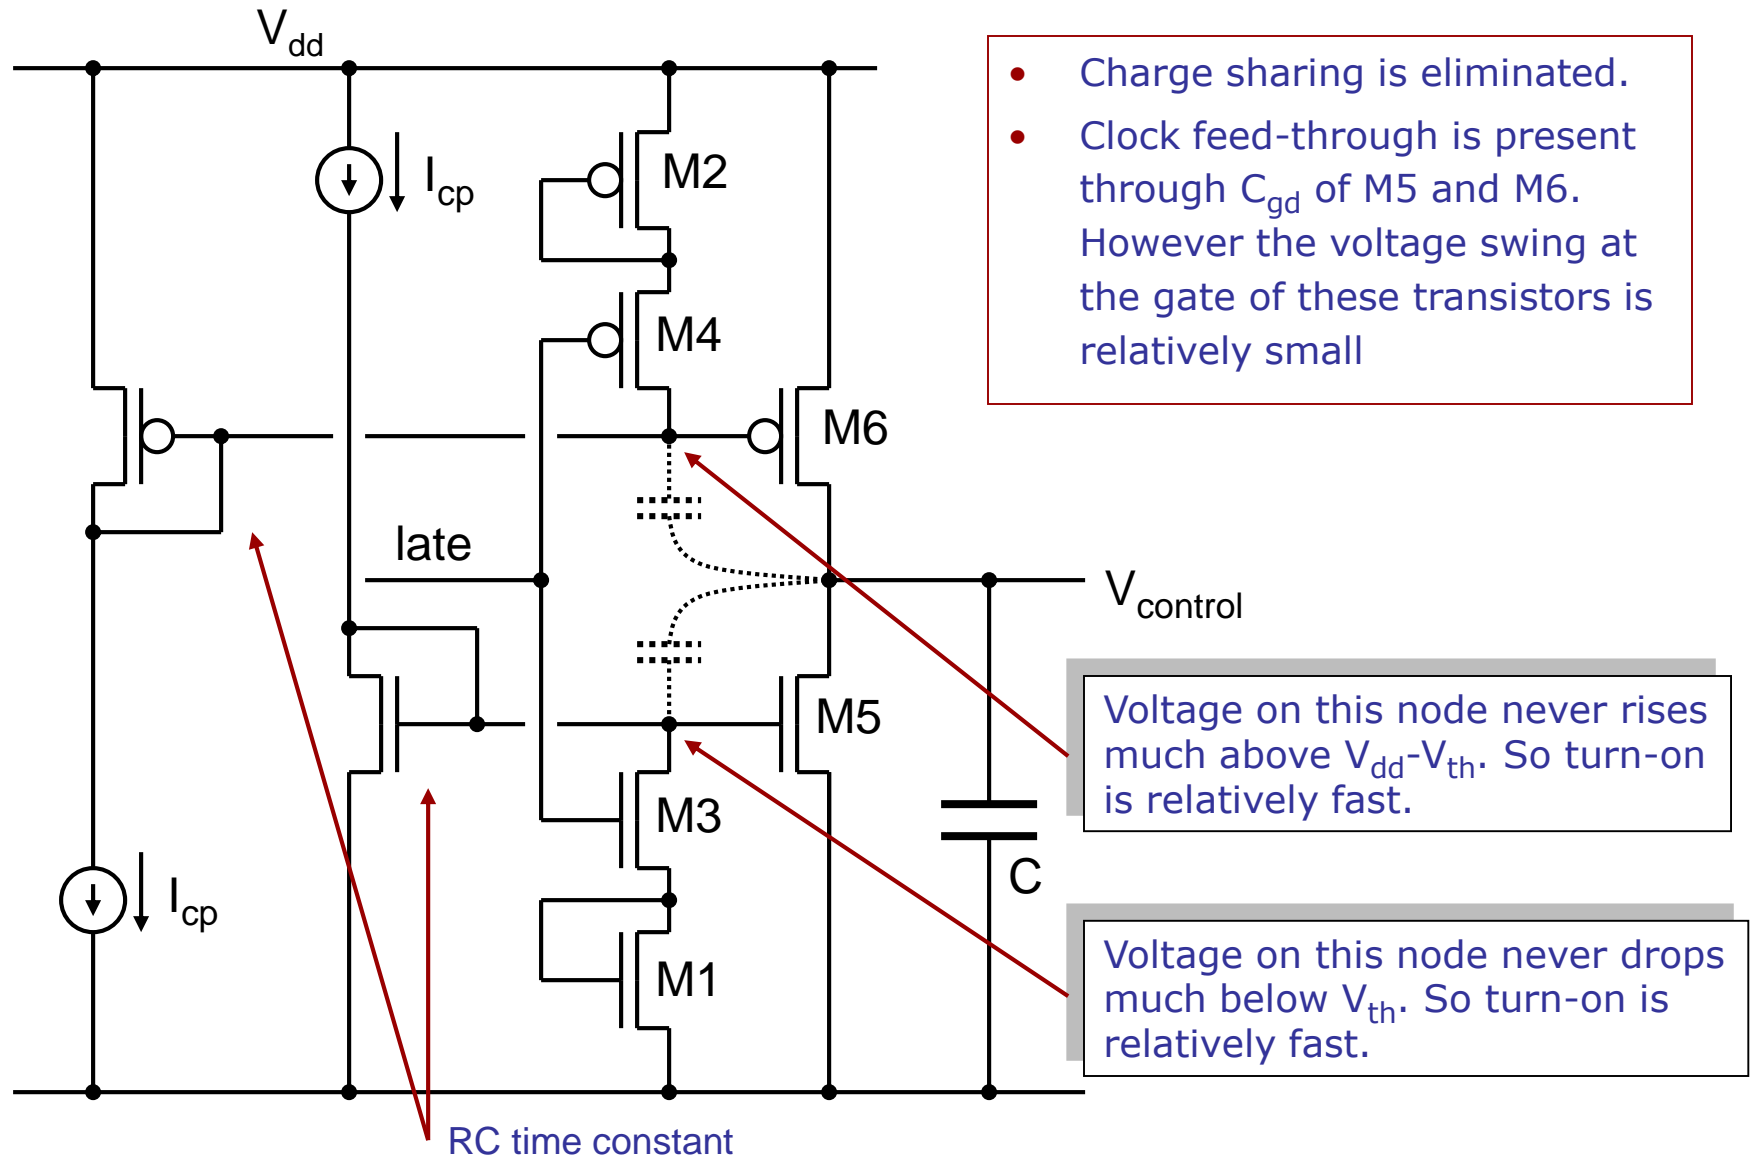 Vdd
• Charge sharing is eliminated.
• Clock feed-through is present
through Cgd of M5 and M6.
However the voltage swing at
the gate of these transistors is
relatively small
Icp
M2
M4
M6
late
Vcontrol
M5
Voltage on this node never rises
much above Vdd-Vth. So turn-on
is relatively fast.
M3
C
Icp
M1
Voltage on this node never drops
much below Vth. So turn-on is
relatively fast.
RC time constant